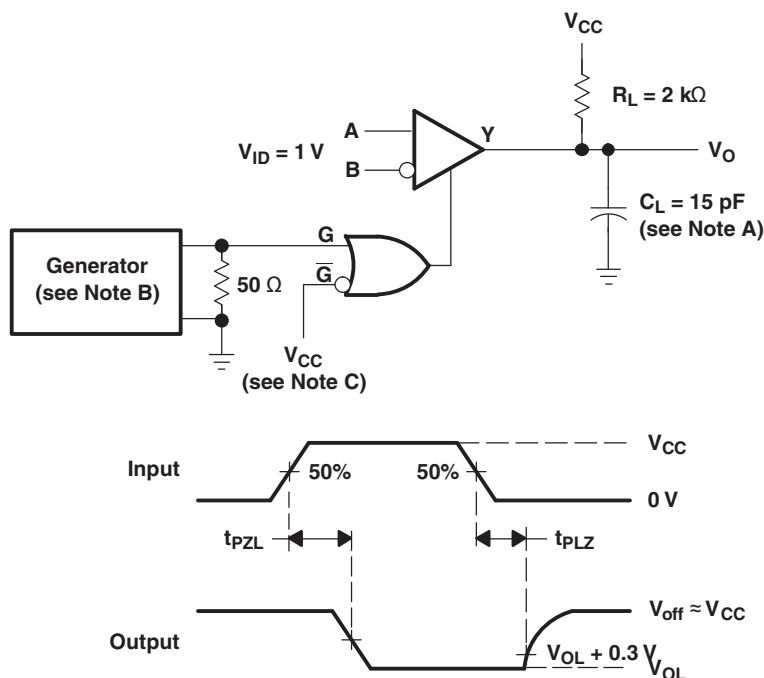 VCC
RL = 2 kΩ
A
Y
VID = 1 V
VO
B
CL = 15 pF
(see Note A)
G
Generator
(see Note B)
G̅
50 Ω
VCC
(see Note C)
VCC
Input
50%
50%
0 V
tPZL
tPLZ
Voff ≈ VCC
Output
VOL + 0.3 V
VOL